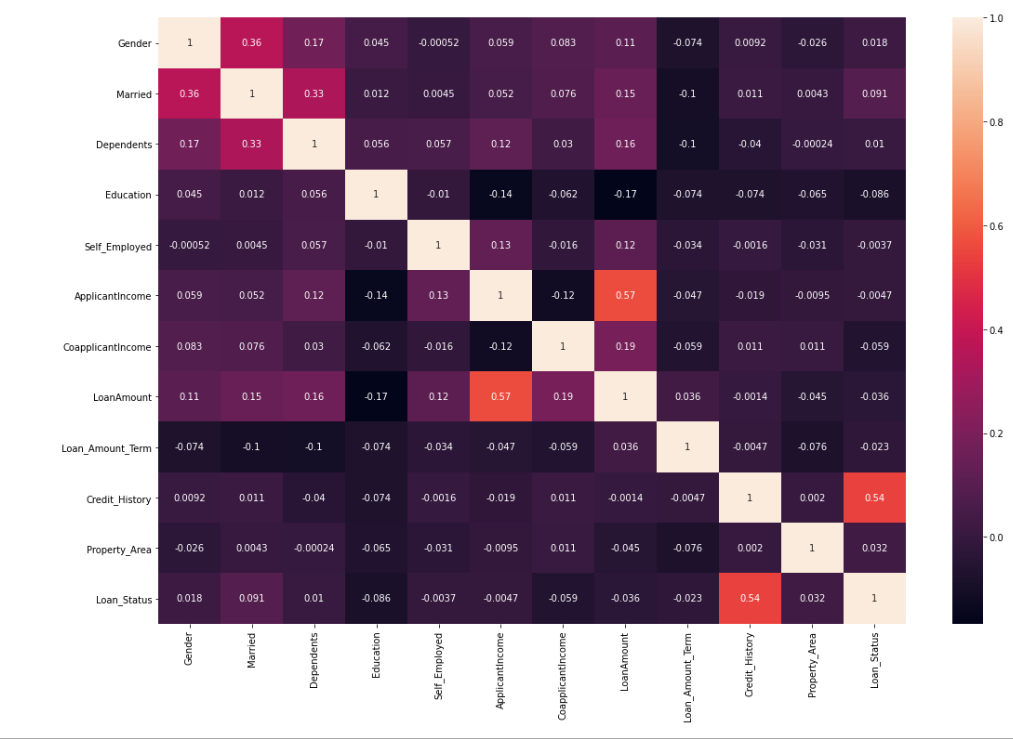 Gender 1 0.36 0.17 0.045 -0.00052 0.059 0.083 0.11 -0.074 0.0092 -0.026 0.018
Married 0.36 1 0.33 0.012 0.0045 0.052 0.076 0.15 -0.1 0.011 0.0043 0.091
Dependents 0.17 0.33 1 0.056 0.057 0.12 0.03 0.16 -0.1 -0.04 -0.00024 0.01
Education 0.045 0.012 0.056 1 -0.01 -0.14 -0.062 -0.17 -0.074 -0.074 -0.065 -0.086
Self_Employed -0.00052 0.0045 0.057 -0.01 1 0.13 -0.016 0.12 -0.034 -0.0016 -0.031 -0.0037
ApplicantIncome 0.059 0.052 0.12 -0.14 0.13 1 -0.12 0.57 -0.047 -0.019 -0.0095 -0.0047
CoapplicantIncome 0.083 0.076 0.03 -0.062 -0.016 -0.12 1 0.19 -0.059 0.011 0.011 -0.059
LoanAmount 0.11 0.15 0.16 -0.17 0.12 0.57 0.19 1 0.036 -0.0014 -0.045 -0.036
Loan_Amount_Term -0.074 -0.1 -0.1 -0.074 -0.034 -0.047 -0.059 0.036 1 -0.0047 -0.076 -0.023
Credit_History 0.0092 0.011 -0.04 -0.074 -0.0016 -0.019 0.011 -0.0014 -0.0047 1 0.002 0.54
Property_Area -0.026 0.0043 -0.00024 -0.065 -0.031 -0.0095 0.011 -0.045 -0.076 0.002 1 0.032
Loan_Status 0.018 0.091 0.01 -0.086 -0.0037 -0.0047 -0.059 -0.036 -0.023 0.54 0.032 1
Gender
Married
Dependents
Education
Self_Employed
ApplicantIncome
CoapplicantIncome
LoanAmount
Loan_Amount_Term
Credit_History
Property_Area
Loan_Status
1.0
0.8
0.6
0.4
0.2
0.0